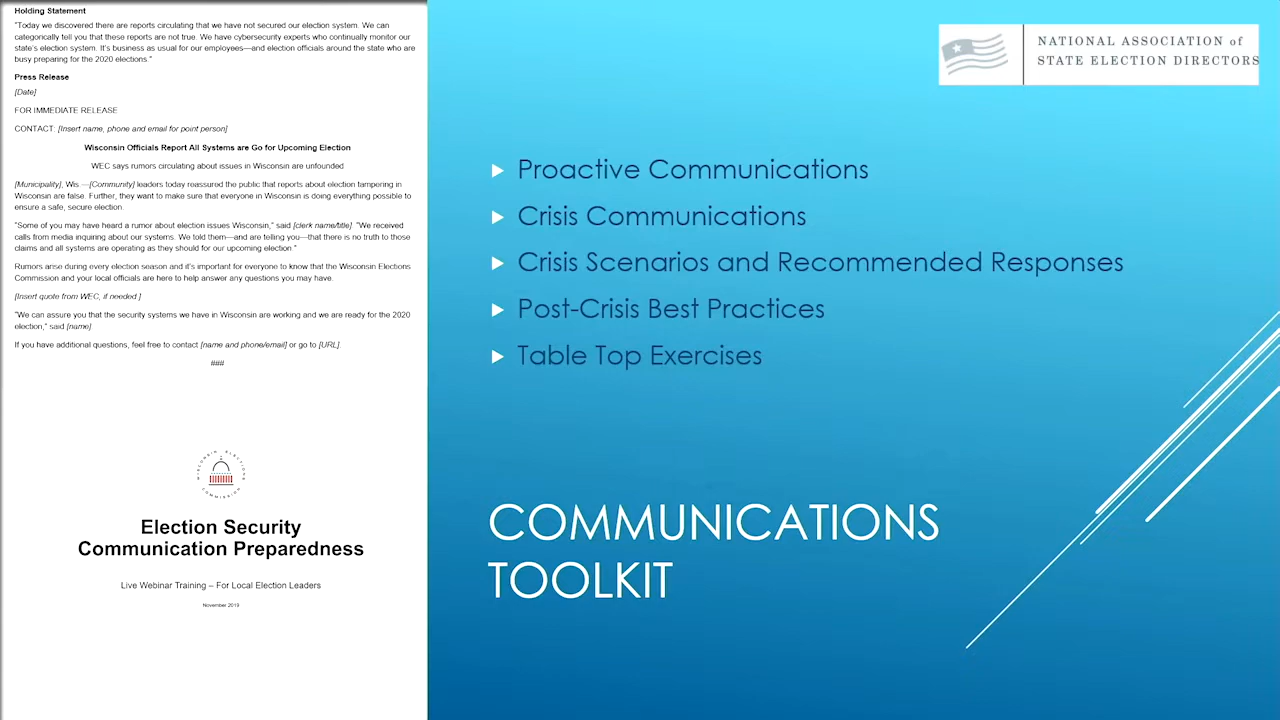 Holding Statement
"Today we discovered there are reports circulating that we have not secured our election system. We can
categorically tell you that these reports are not true. We have cybersecurity experts who continually monitor our
state's election system. It's business as usual for our employees—and election officials around the state who are
busy preparing for the 2020 elections."
Press Release
[Date]
FOR IMMEDIATE RELEASE
CONTACT: [Insert name, phone and email for point person]
Wisconsin Officials Report All Systems are Go for Upcoming Election
WEC says rumors circulating about issues in Wisconsin are unfounded
[Municipality], Wis.—[Community] leaders today reassured the public that reports about election tampering in
Wisconsin are false. Further, they want to make sure that everyone in Wisconsin is doing everything possible to
ensure a safe, secure election.
"Some of you may have heard a rumor about election issues Wisconsin," said [clerk name/title]. "We received
calls from media inquiring about our systems. We told them—and are telling you—that there is no truth to those
claims and all systems are operating as they should for our upcoming election."
Rumors arise during every election season and it's important for everyone to know that the Wisconsin Elections
Commission and your local officials are here to help answer any questions you may have.
[Insert quote from WEC, if needed.]
"We can assure you that the security systems we have in Wisconsin are working and we are ready for the 2020
election," said [name].
If you have additional questions, feel free to contact [name and phone/email] or go to [URL].
###
WISCONSIN ELECTIONS
COMMISSION
Election Security
Communication Preparedness
Live Webinar Training – For Local Election Leaders
November 2019
NATIONAL ASSOCIATION of
STATE ELECTION DIRECTORS
Proactive Communications
Crisis Communications
Crisis Scenarios and Recommended Responses
Post-Crisis Best Practices
Table Top Exercises
COMMUNICATIONS
TOOLKIT